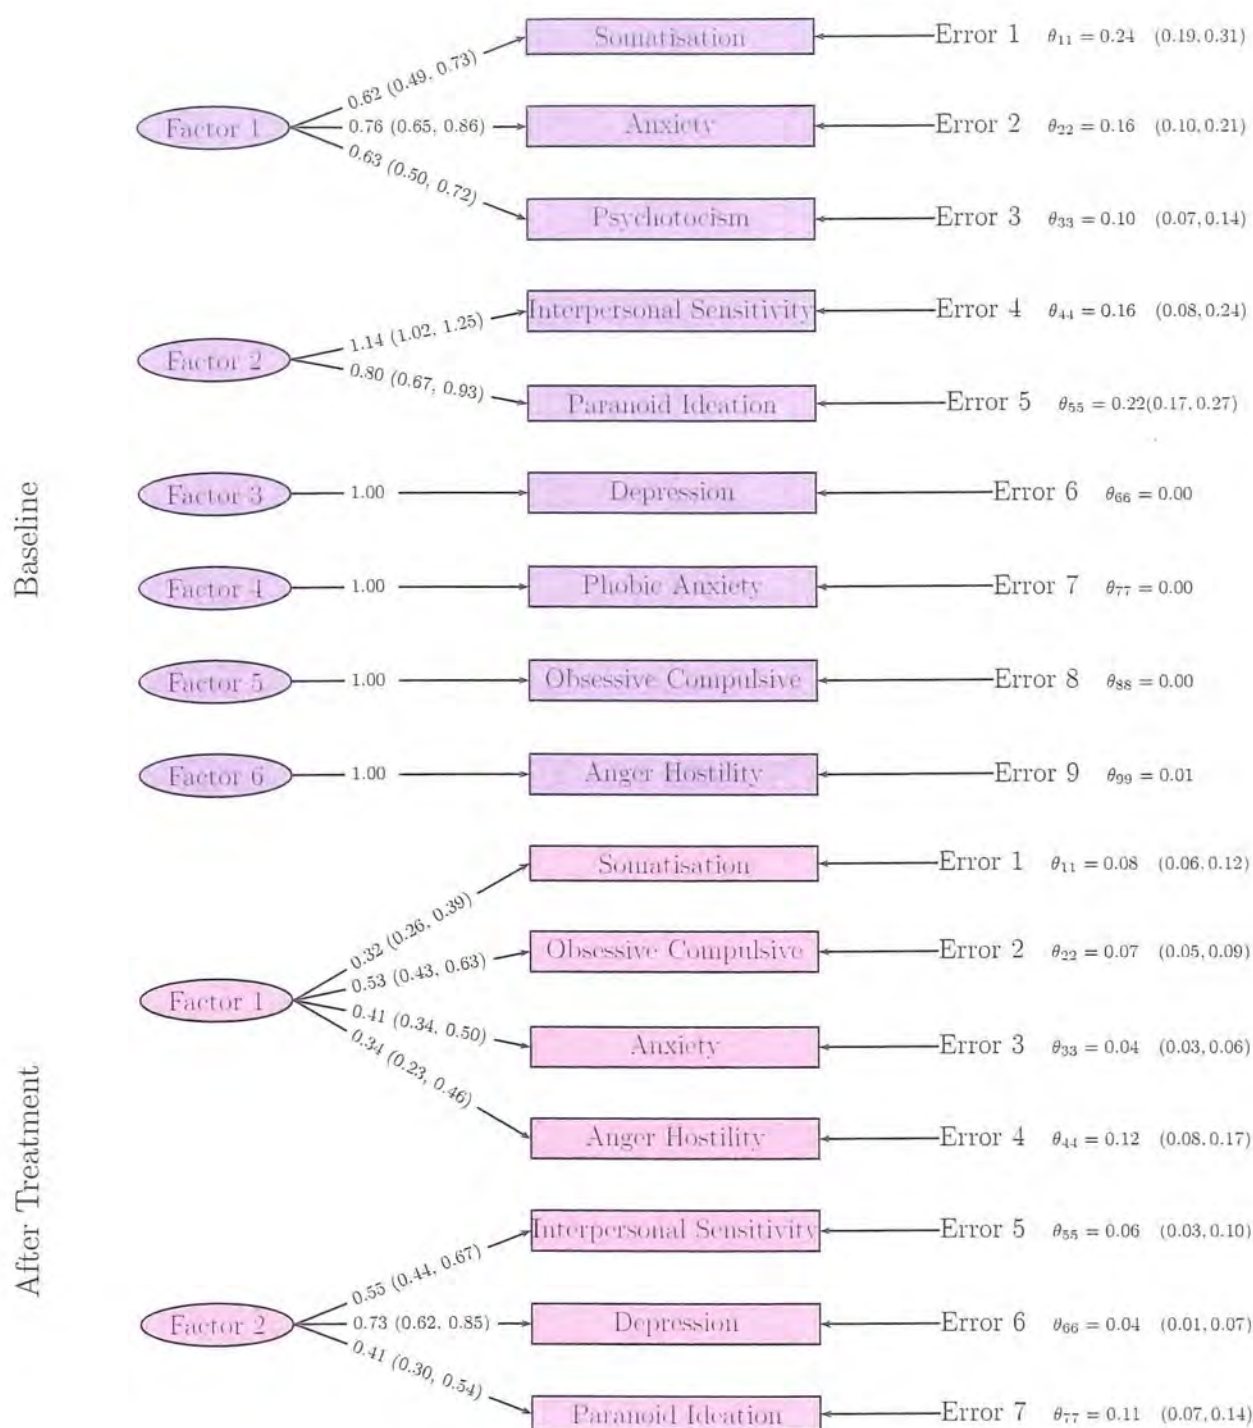 Baseline
Factor 1
0.62 (0.49, 0.73)
Somatisation
Error 1 θ11 = 0.24 (0.19, 0.31)
0.76 (0.65, 0.86)
Anxiety
Error 2 θ22 = 0.16 (0.10, 0.21)
0.63 (0.50, 0.72)
Psychotocism
Error 3 θ33 = 0.10 (0.07, 0.14)
Factor 2
1.14 (1.02, 1.25)
Interpersonal Sensitivity
Error 4 θ44 = 0.16 (0.08, 0.24)
0.80 (0.67, 0.93)
Paranoid Ideation
Error 5 θ55 = 0.22(0.17, 0.27)
Factor 3
1.00
Depression
Error 6 θ66 = 0.00
Factor 4
1.00
Phobic Anxiety
Error 7 θ77 = 0.00
Factor 5
1.00
Obsessive Compulsive
Error 8 θ88 = 0.00
Factor 6
1.00
Anger Hostility
Error 9 θ99 = 0.01
After Treatment
Factor 1
0.32 (0.26, 0.39)
Somatisation
Error 1 θ11 = 0.08 (0.06, 0.12)
0.53 (0.43, 0.63)
Obsessive Compulsive
Error 2 θ22 = 0.07 (0.05, 0.09)
0.41 (0.34, 0.50)
Anxiety
Error 3 θ33 = 0.04 (0.03, 0.06)
0.34 (0.23, 0.46)
Anger Hostility
Error 4 θ44 = 0.12 (0.08, 0.17)
Factor 2
0.55 (0.44, 0.67)
Interpersonal Sensitivity
Error 5 θ55 = 0.06 (0.03, 0.10)
0.73 (0.62, 0.85)
Depression
Error 6 θ66 = 0.04 (0.01, 0.07)
0.41 (0.30, 0.54)
Paranoid Ideation
Error 7 θ77 = 0.11 (0.07, 0.14)